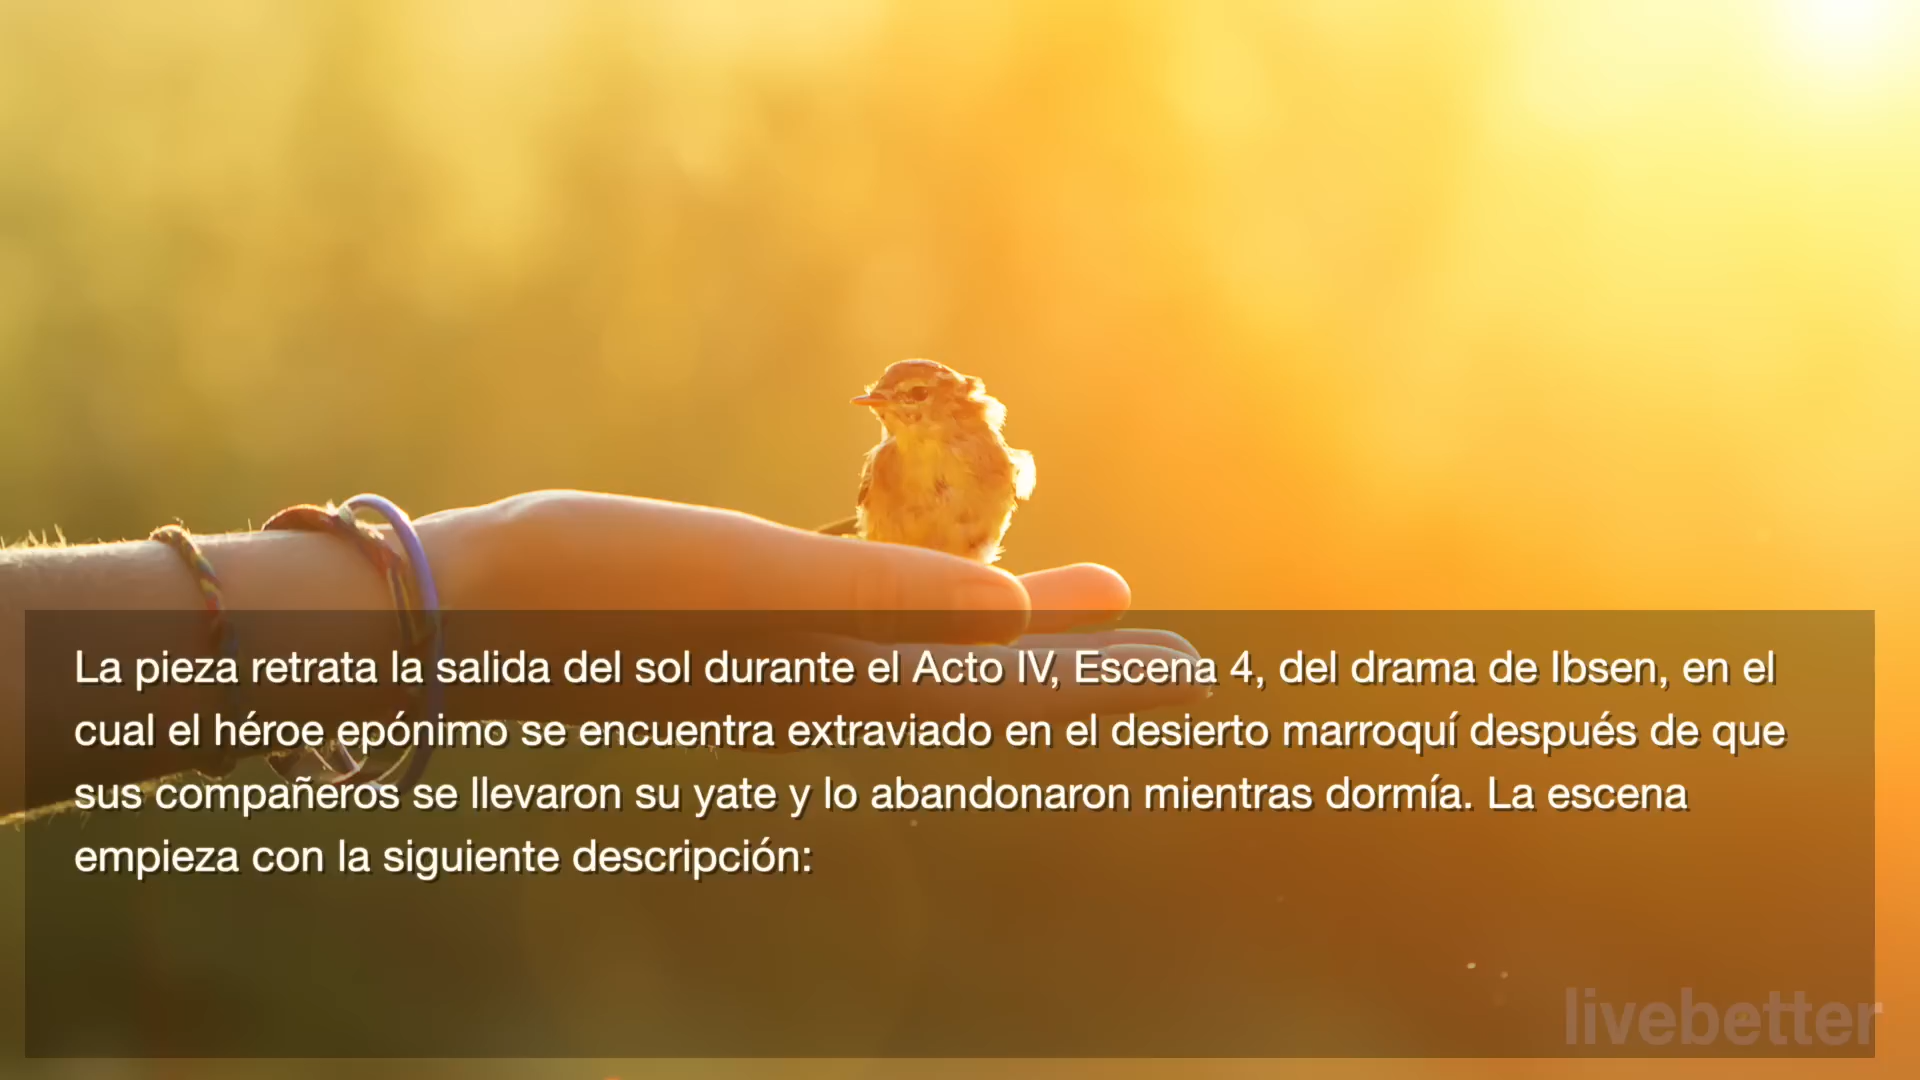 La pieza retrata la salida del sol durante el Acto IV, Escena 4, del drama de Ibsen, en el
cual el héroe epónimo se encuentra extraviado en el desierto marroquí después de que
sus compañeros se llevaron su yate y lo abandonaron mientras dormía. La escena
empieza con la siguiente descripción:
livebetter